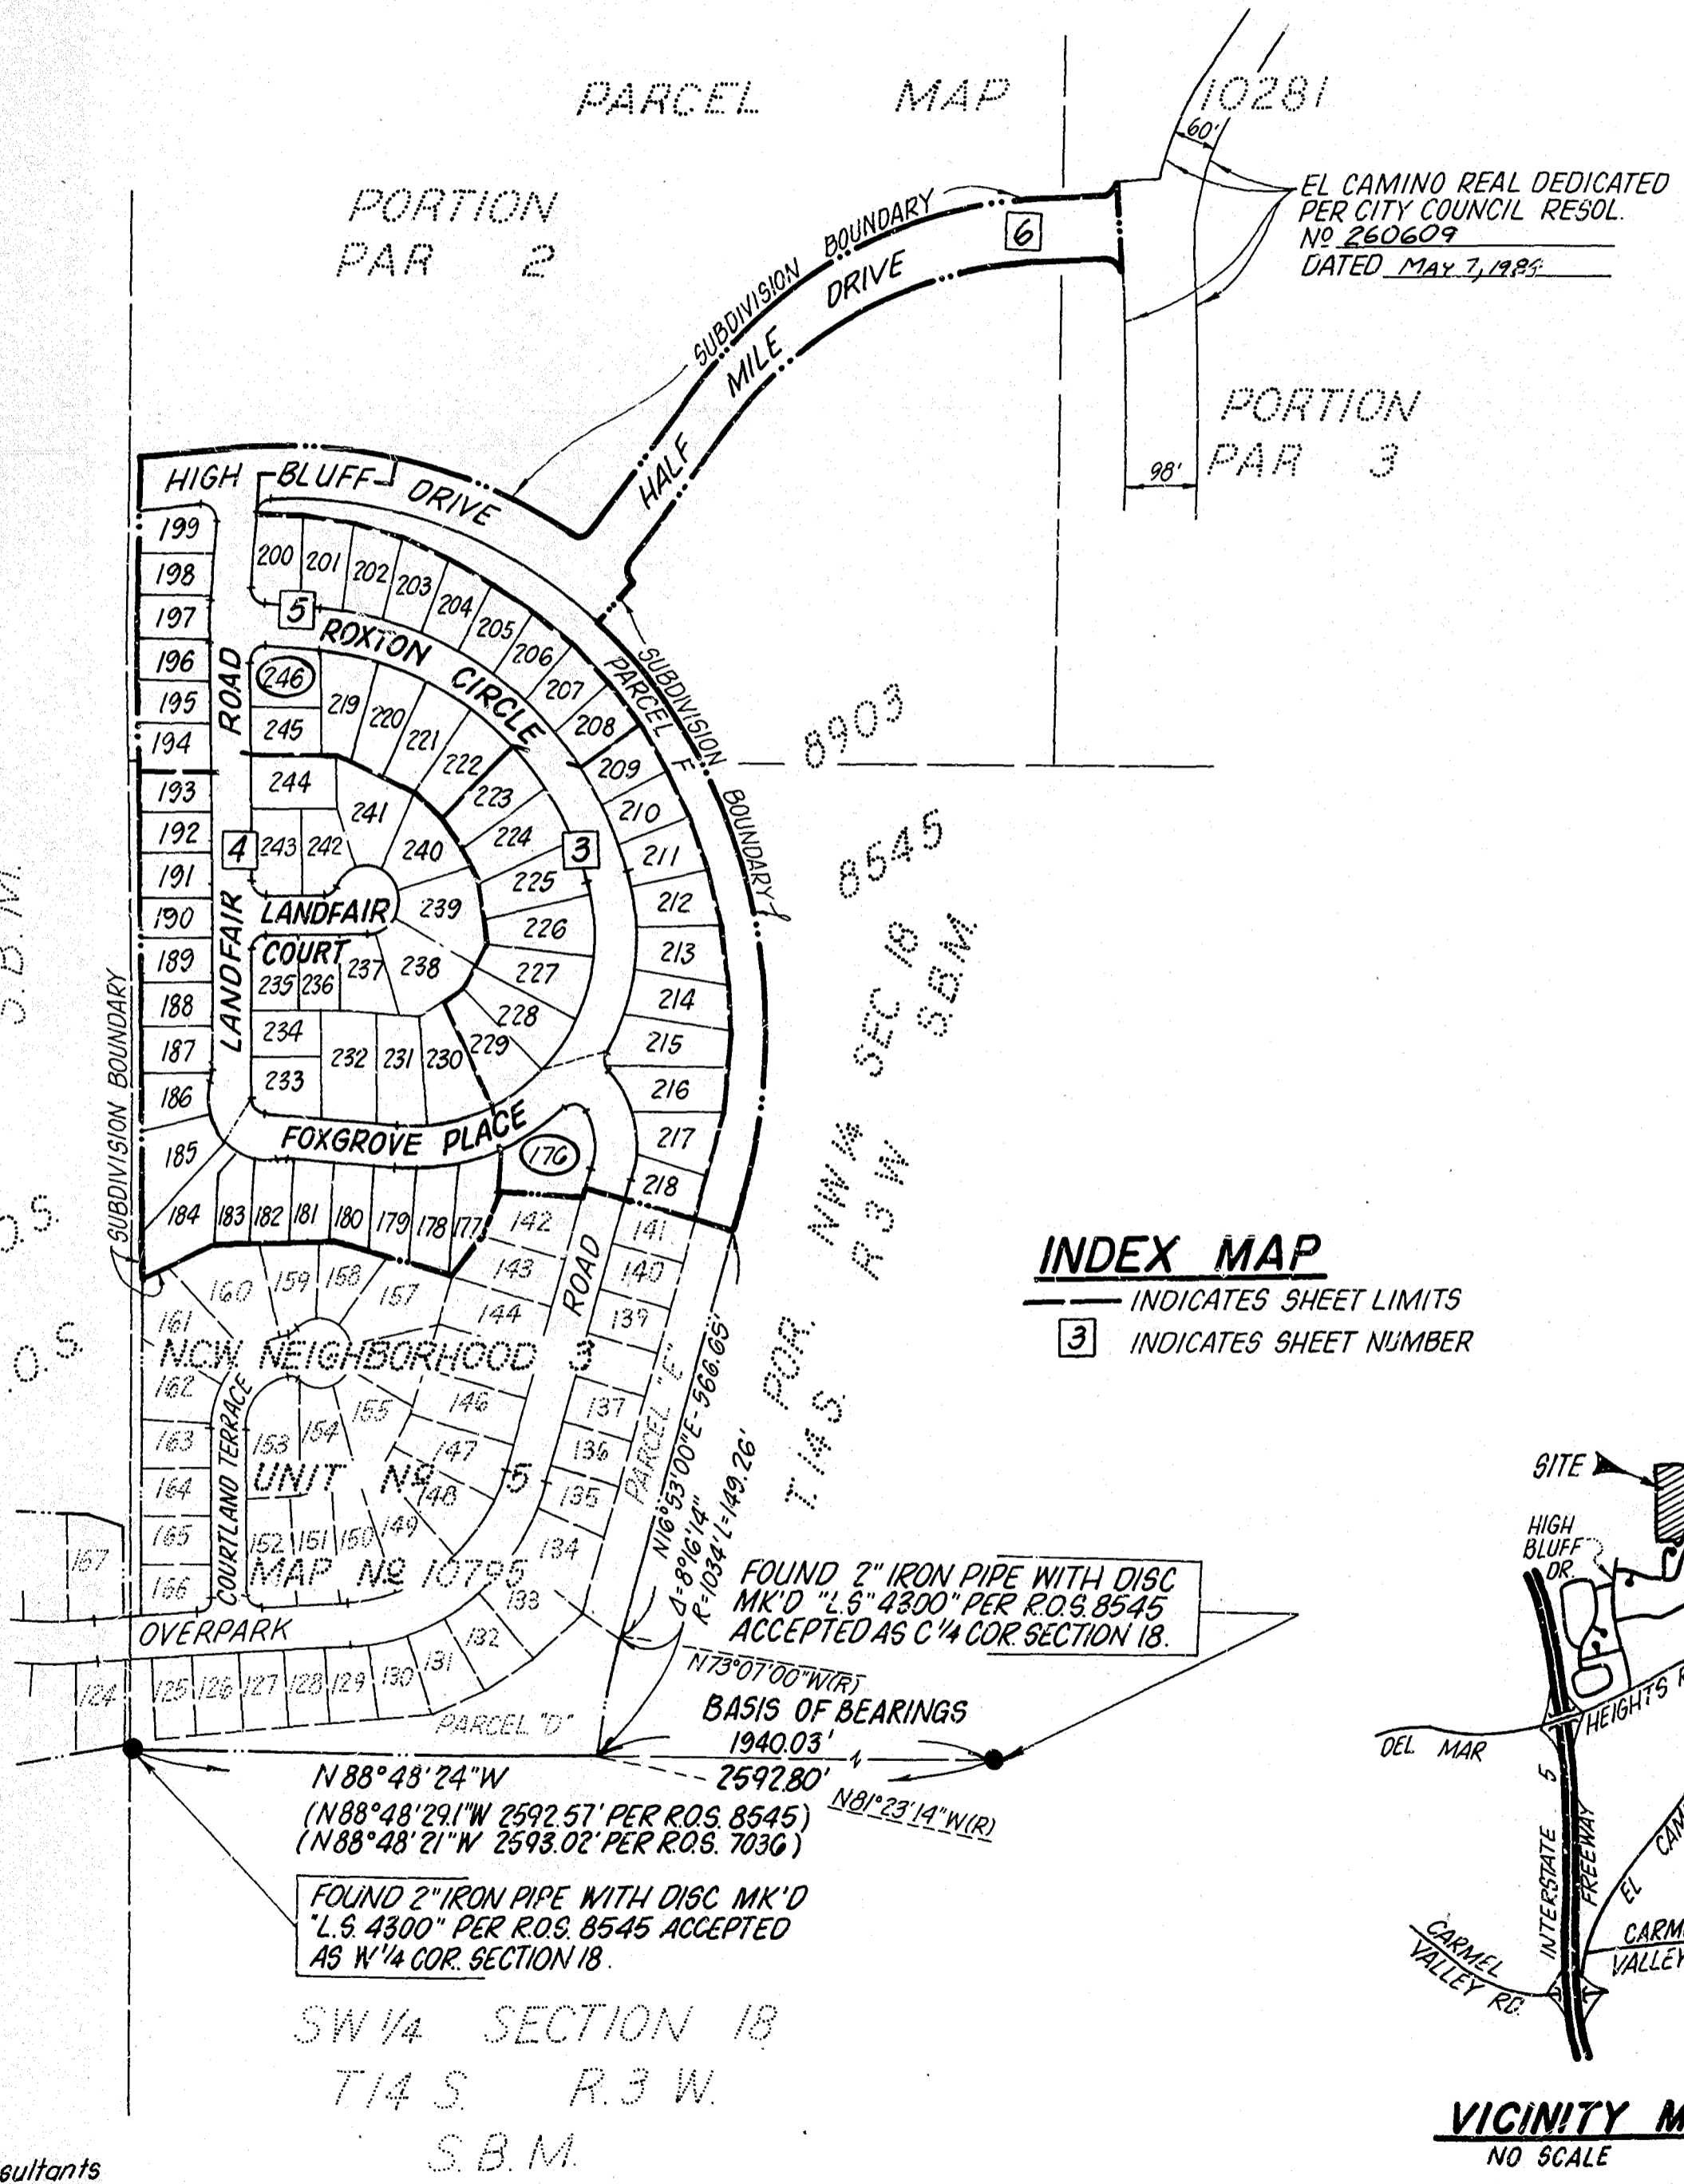 PARCEL MAP 10281
60'
PORTION
PAR 2
EL CAMINO REAL DEDICATED
PER CITY COUNCIL RESOL.
Nº 260609
DATED MAY 7, 1984
SUBDIVISION BOUNDARY
6
HALF MILE DRIVE
PORTION
PAR 3
98'
HIGH BLUFF DRIVE
199
198
197
196
195
194
193
192
191
190
189
188
187
186
185
184 183 182 181 180 179 178 177
200 201 202 203 204 205 206 207 208
5
ROXTON CIRCLE
PARCEL F
SUBDIVISION BOUNDARY
ROAD
246
245
219 220 221 222
244
241
223
209
210
224
3
4
243 242
240
211
225
LANDFAIR
COURT
239
212
226
LANDFAIR
235 236 237 238
227
213
214
228
234
232 231 230 229
215
233
216
FOXGROVE PLACE
176
217
218
SUBDIVISION BOUNDARY
S.B.M.
O.S.
.O.S.
8903
8545
SEC 18
S.B.M.
NW ¼
R 3 W
POR.
T. 14 S.
INDEX MAP
INDICATES SHEET LIMITS
3 INDICATES SHEET NUMBER
142
141
143
ROAD
140
144
139
160 159 158 157
161
NCW NEIGHBORHOOD 3
162
COURTLAND TERRACE
155
146
137
PARCEL "E"
163
153 154
147
136
UNIT Nº 5
164
148
135
165
152 151 150 149
134
167
166
MAP Nº 10795
133
OVERPARK
132
124 125 126 127 128 129 130 131
PARCEL "D"
N16°53'00"E-566.65'
Δ=8°16'14"
R=1034' L=149.26'
FOUND 2" IRON PIPE WITH DISC
MK'D "L.S" 4300" PER R.O.S. 8545
ACCEPTED AS C ¼ COR. SECTION 18.
N73°07'00"W(R)
BASIS OF BEARINGS
1940.03'
2592.80'
N81°23'14"W(R)
N88°48'24"W
(N88°48'29.1"W 2592.57' PER R.O.S. 8545)
(N88°48'21"W 2593.02' PER R.O.S. 7036)
FOUND 2" IRON PIPE WITH DISC MK'D
"L.S. 4300" PER R.O.S. 8545 ACCEPTED
AS W ¼ COR. SECTION 18.
SW ¼ SECTION 18
T14 S. R.3 W.
S.B.M.
sultants
SITE
HIGH
BLUFF
DR.
HEIGHTS R
DEL MAR
INTERSTATE 5
FREEWAY
EL CAM
CARMEL
VALLEY RD.
CARM
VALLEY
VICINITY M
NO SCALE